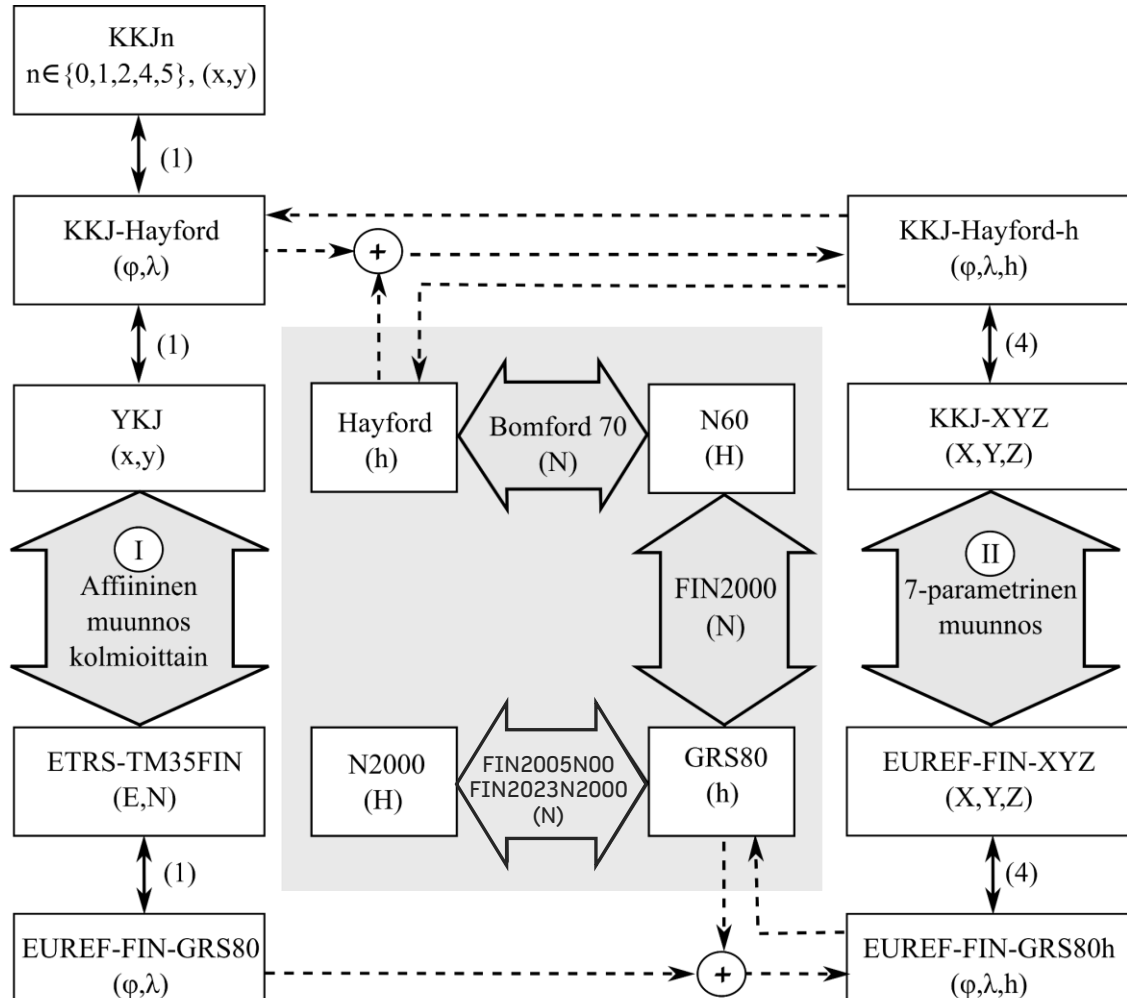 KKJn
n∈{0,1,2,4,5}, (x,y)
(1)
KKJ-Hayford
(φ,λ)
+
KKJ-Hayford-h
(φ,λ,h)
(1)
(4)
YKJ
(x,y)
Hayford
(h)
Bomford 70
(N)
N60
(H)
KKJ-XYZ
(X,Y,Z)
I
Affiininen
muunnos
kolmioittain
FIN2000
(N)
II
7-parametrinen
muunnos
ETRS-TM35FIN
(E,N)
N2000
(H)
FIN2005N00
FIN2023N2000
(N)
GRS80
(h)
EUREF-FIN-XYZ
(X,Y,Z)
(1)
(4)
EUREF-FIN-GRS80
(φ,λ)
+
EUREF-FIN-GRS80h
(φ,λ,h)